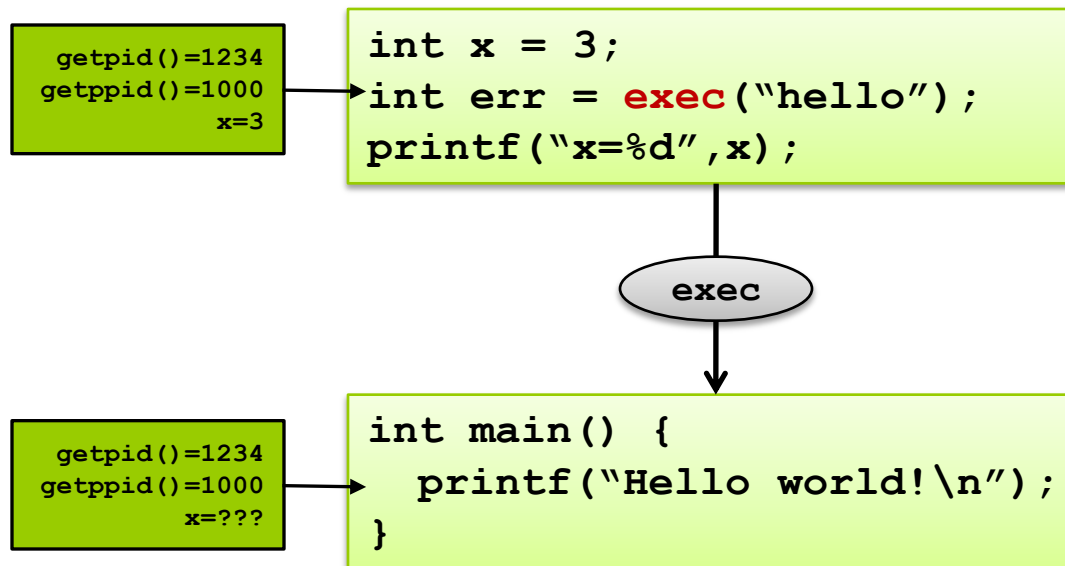 getpid()=1234
getppid()=1000
x=3
int x = 3;
int err = exec(“hello”);
printf(“x=%d”,x);
exec
getpid()=1234
getppid()=1000
x=???
int main() {
  printf(“Hello world!\n”);
}